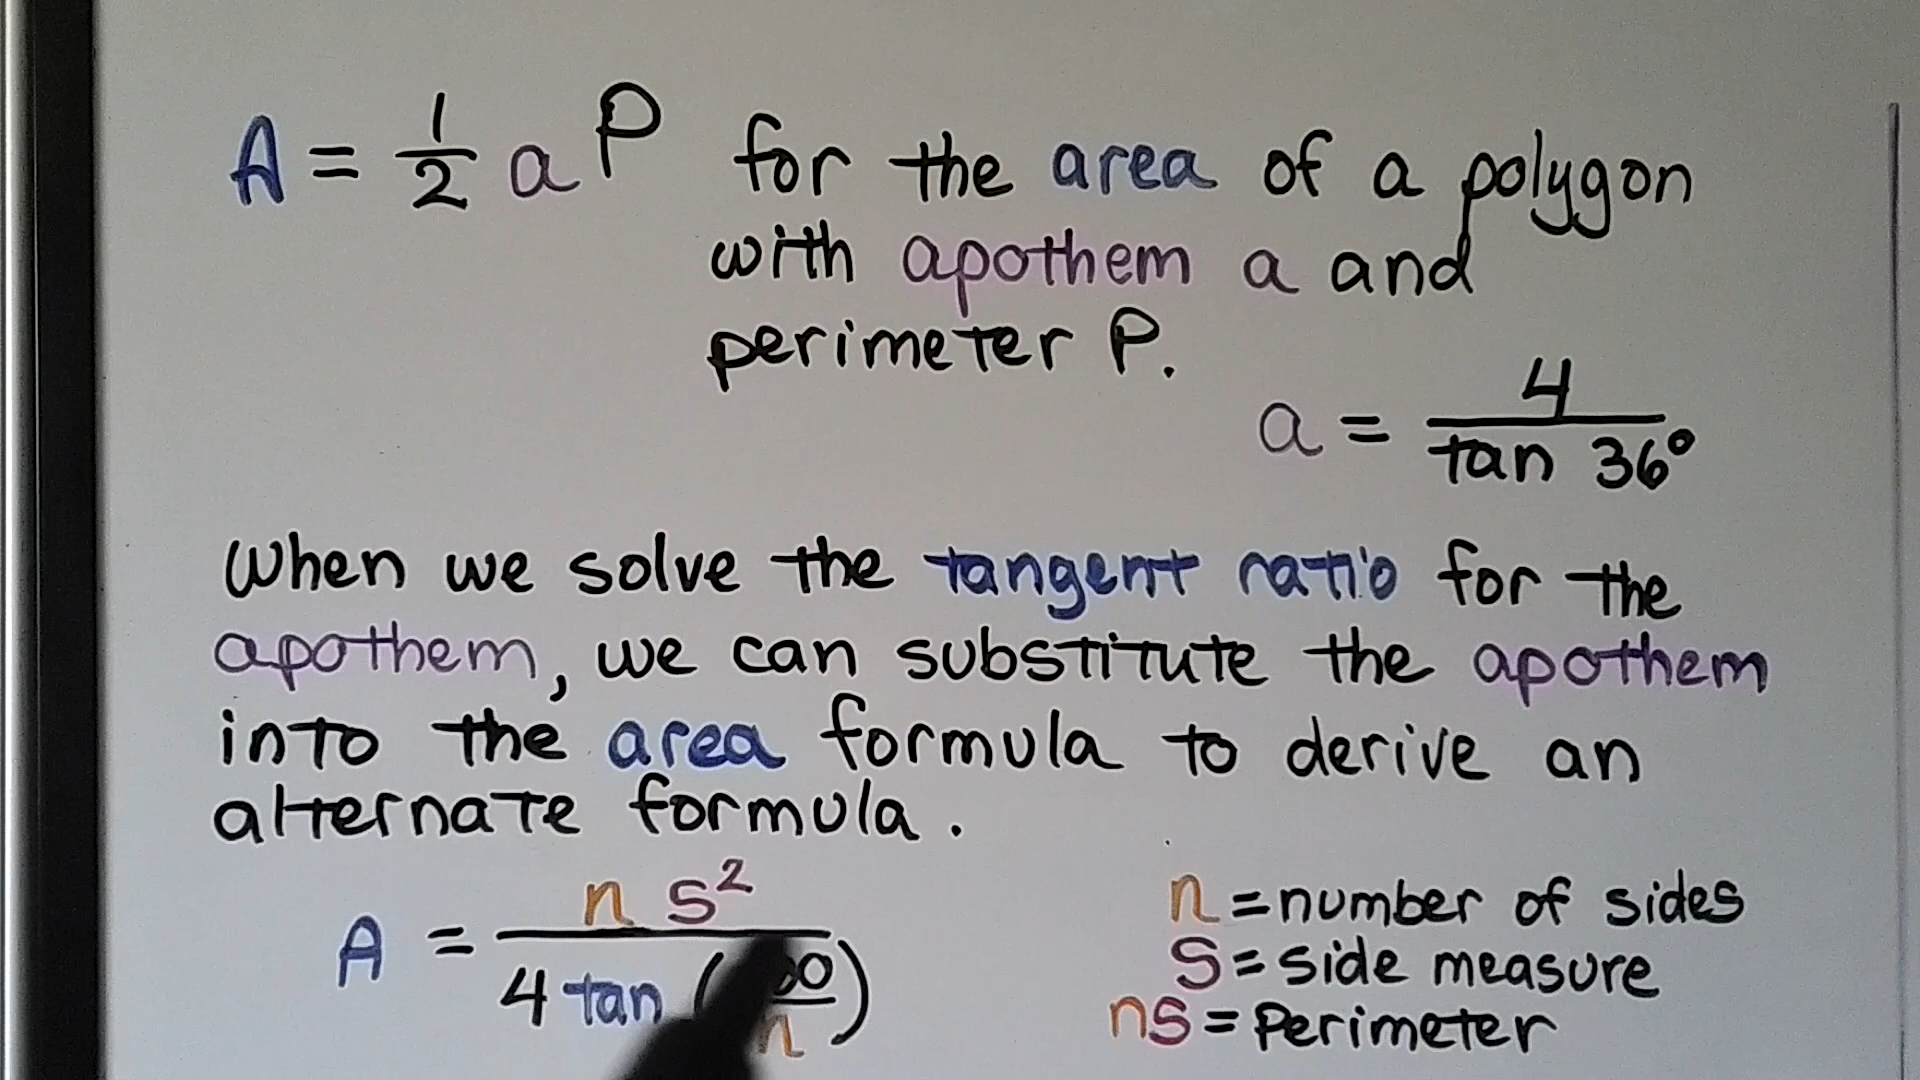 A = 1/2 a P for the area of a polygon
with apothem a and
perimeter P.
a = 4 / tan 36°
When we solve the tangent ratio for the
apothem, we can substitute the apothem
into the area formula to derive an
alternate formula.
A = n s² / 4 tan ( / n)
n = number of sides
S = side measure
ns = Perimeter